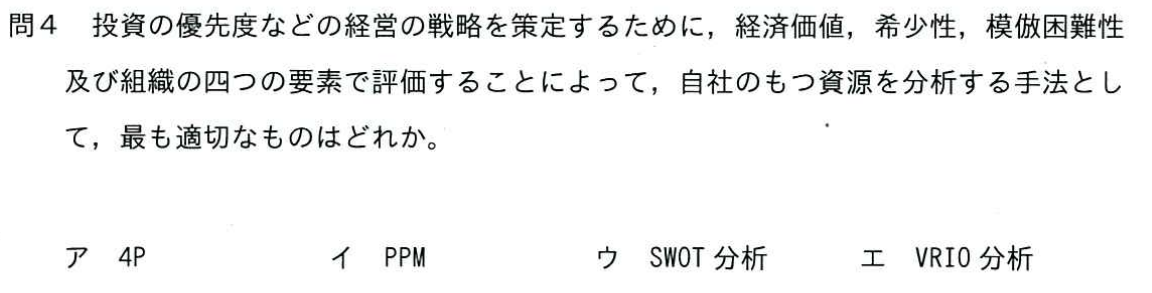 問４　投資の優先度などの経営の戦略を策定するために，経済価値，希少性，模倣困難性
及び組織の四つの要素で評価することによって，自社のもつ資源を分析する手法とし
て，最も適切なものはどれか。
ア　4P　イ　PPM　ウ　SWOT 分析　エ　VRIO 分析